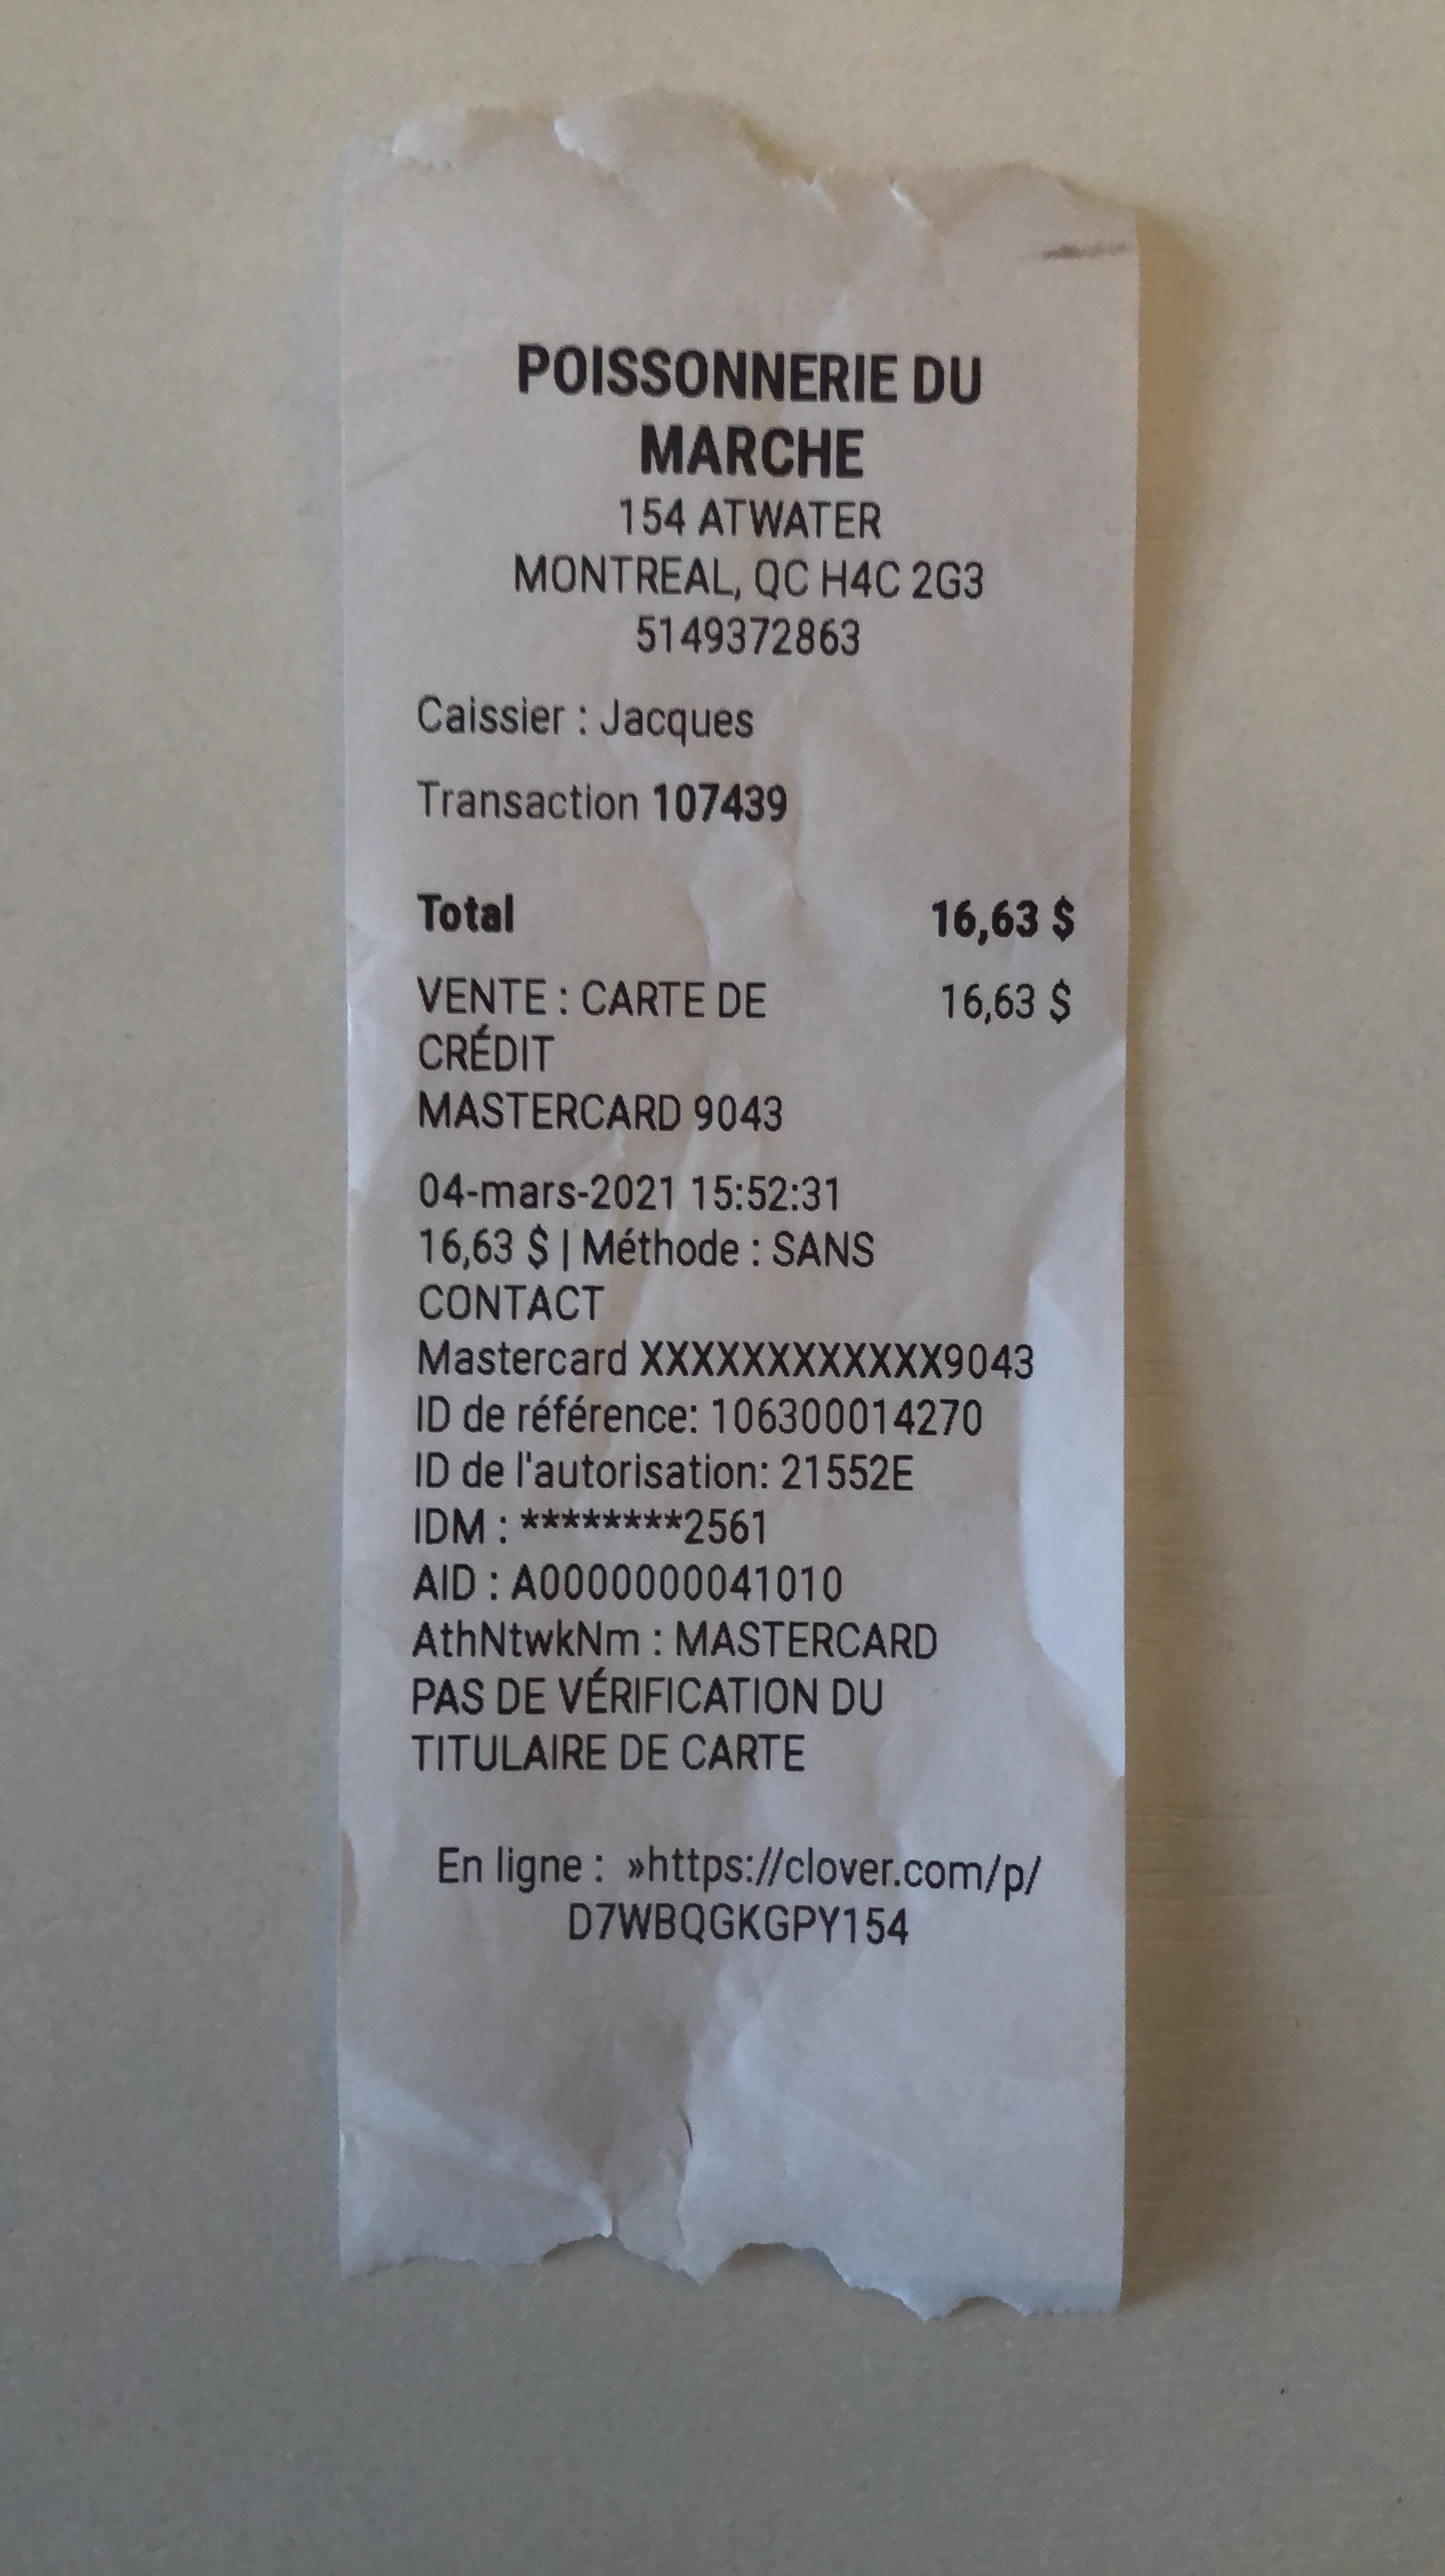 POISSONNERIE DU
MARCHE
154 ATWATER
MONTREAL, QC H4C 2G3
5149372863
Caissier : Jacques
Transaction 107439
Total 16,63 $
VENTE : CARTE DE 16,63 $
CRÉDIT
MASTERCARD 9043
04-mars-2021 15:52:31
16,63 $ | Méthode : SANS
CONTACT
Mastercard XXXXXXXXXXXX9043
ID de référence: 106300014270
ID de l'autorisation: 21552E
IDM : ********2561
AID : A0000000041010
AthNtwkNm : MASTERCARD
PAS DE VÉRIFICATION DU
TITULAIRE DE CARTE
En ligne : »https://clover.com/p/
D7WBQGKGPY154